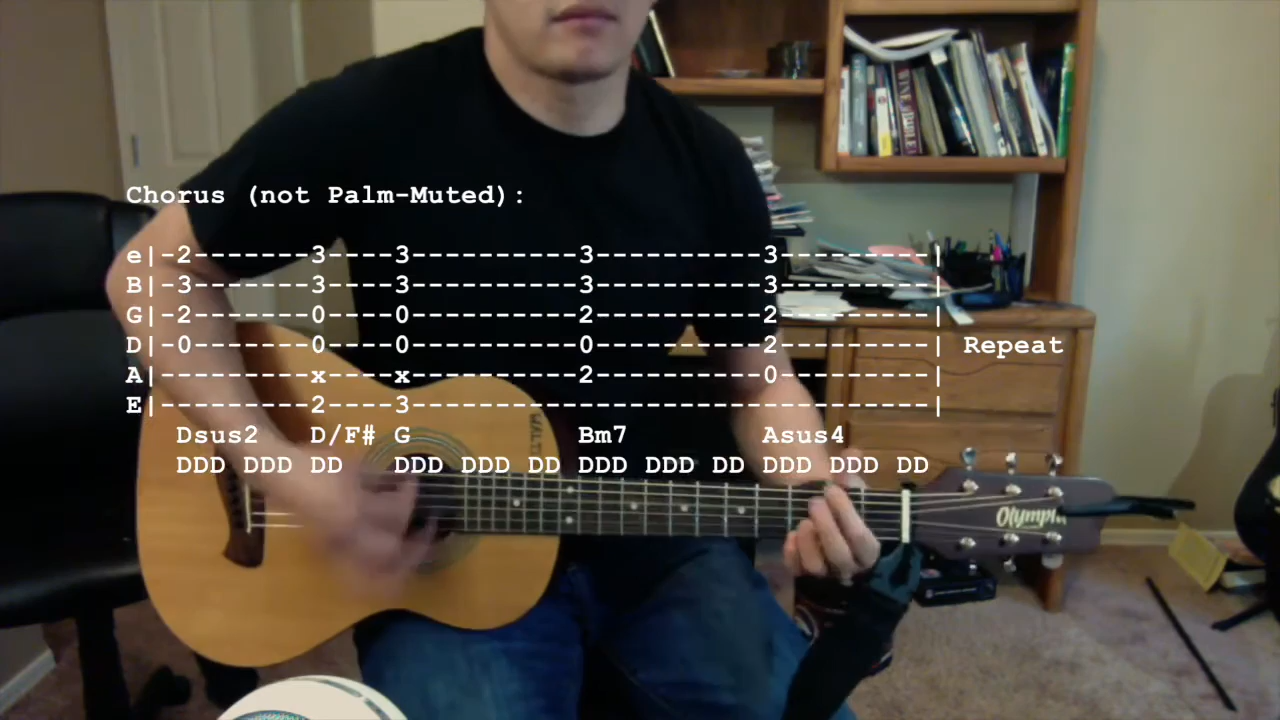 Chorus (not Palm-Muted):
e|-2-------3----3----------3----------3---------|
B|-3-------3----3----------3----------3---------|
G|-2-------0----0----------2----------2---------|
D|-0-------0----0----------0----------2---------| Repeat
A|---------x----x----------2----------0---------|
E|---------2----3-------------------------------|
Dsus2 D/F# G Bm7 Asus4
DDD DDD DD DDD DDD DD DDD DDD DD DDD DDD DD
Olympia